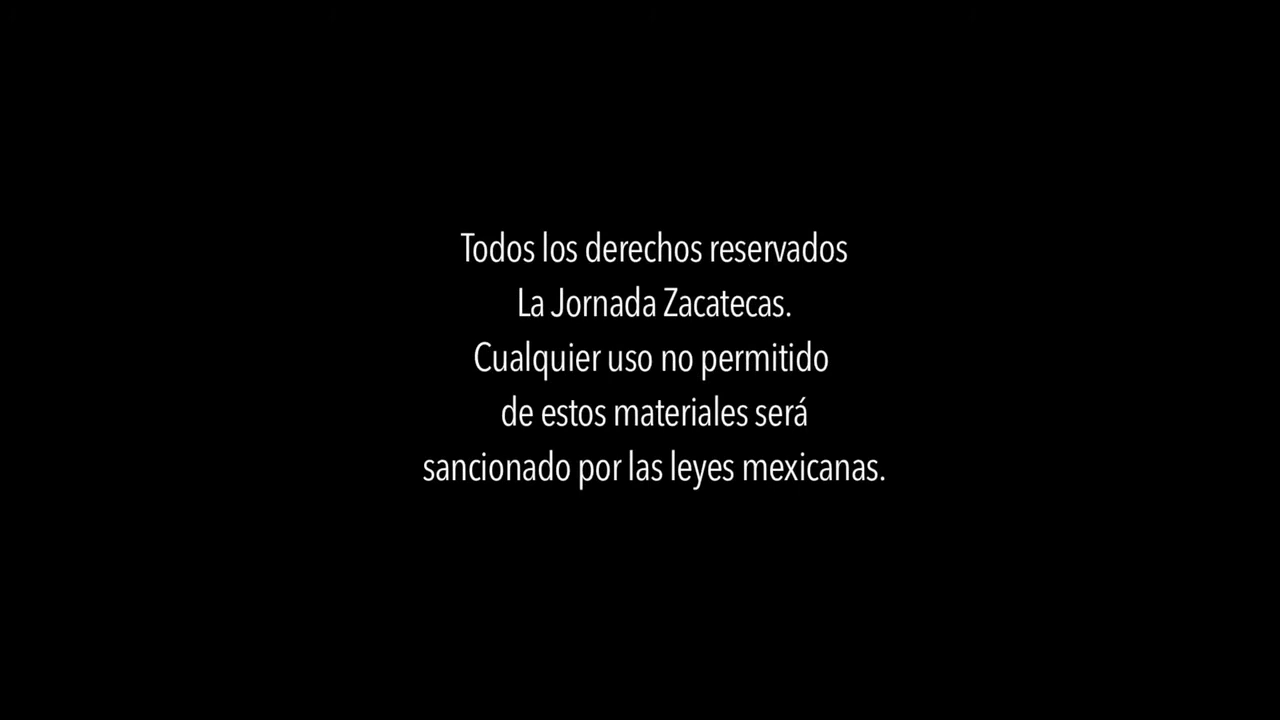 Todos los derechos reservados
La Jornada Zacatecas.
Cualquier uso no permitido
de estos materiales será
sancionado por las leyes mexicanas.